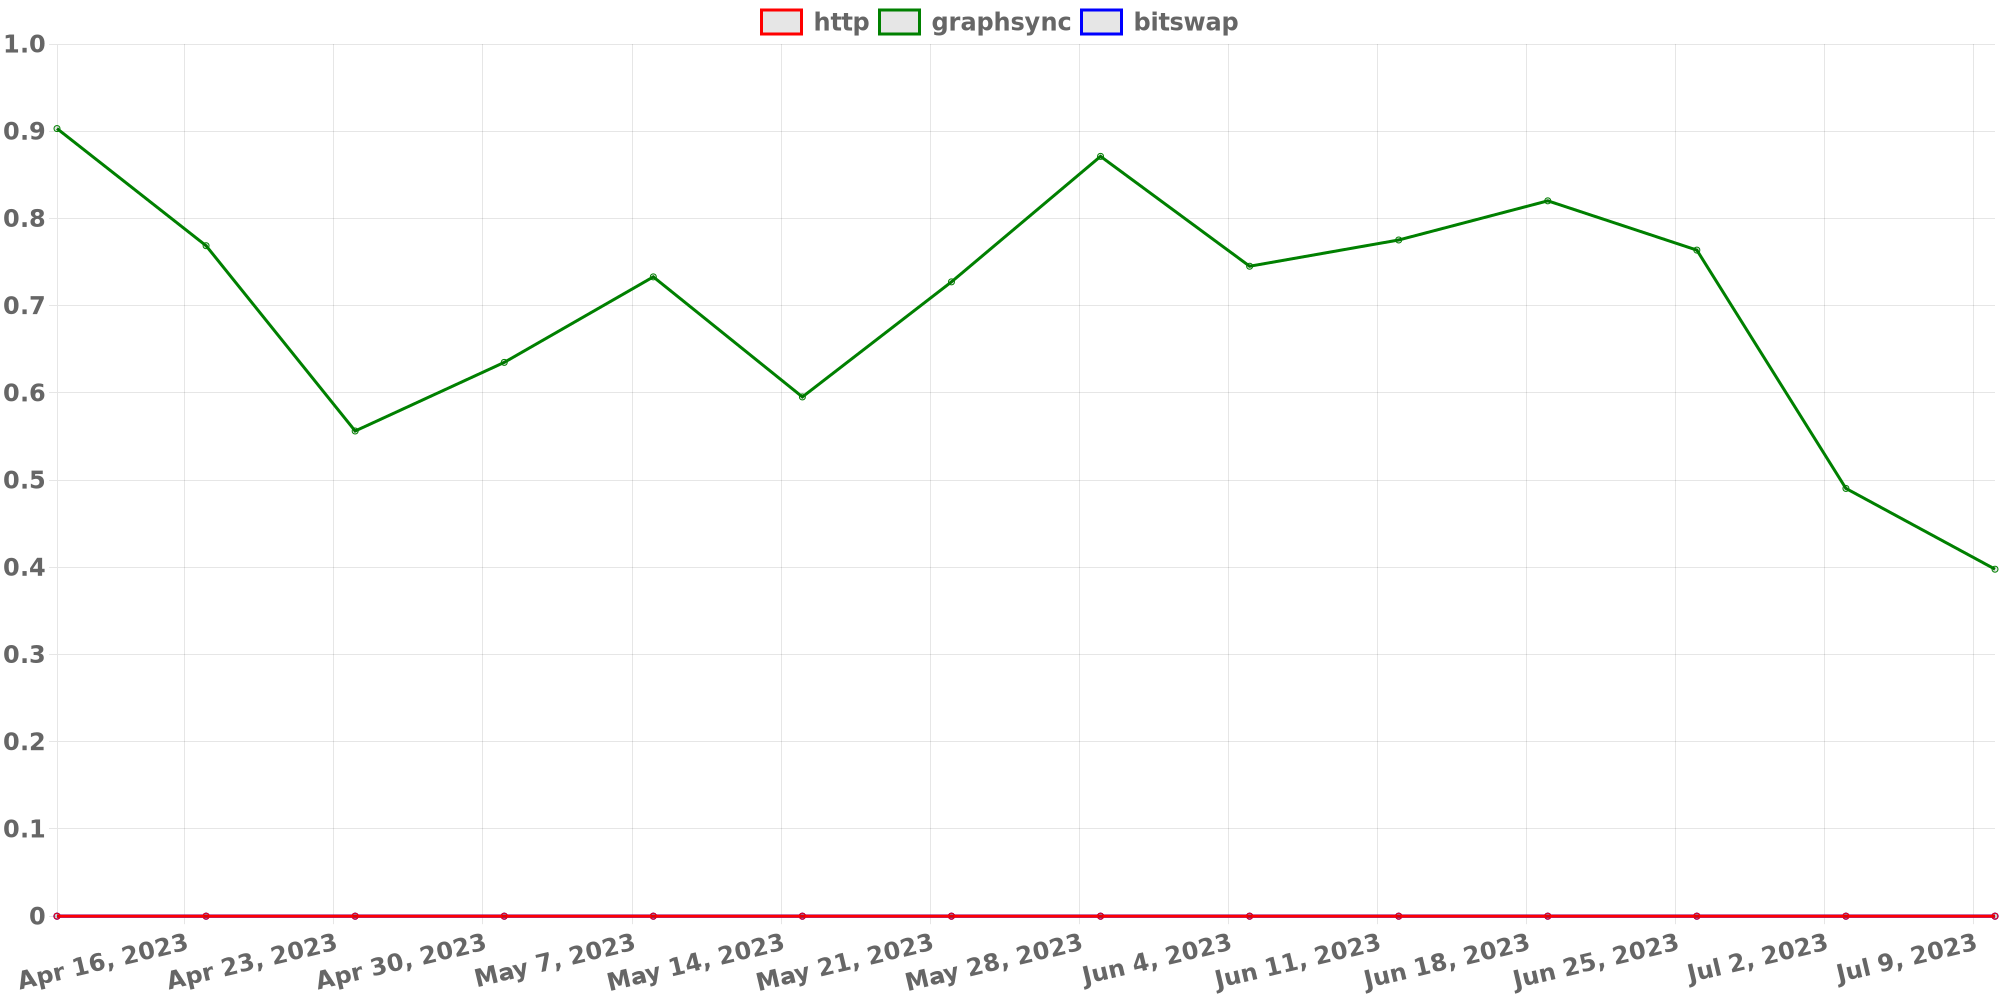 http graphsync bitswap
1.0
0.9
0.8
0.7
0.6
0.5
0.4
0.3
0.2
0.1
0
Apr 16, 2023
Apr 23, 2023
Apr 30, 2023
May 7, 2023
May 14, 2023
May 21, 2023
May 28, 2023
Jun 4, 2023
Jun 11, 2023
Jun 18, 2023
Jun 25, 2023
Jul 2, 2023
Jul 9, 2023